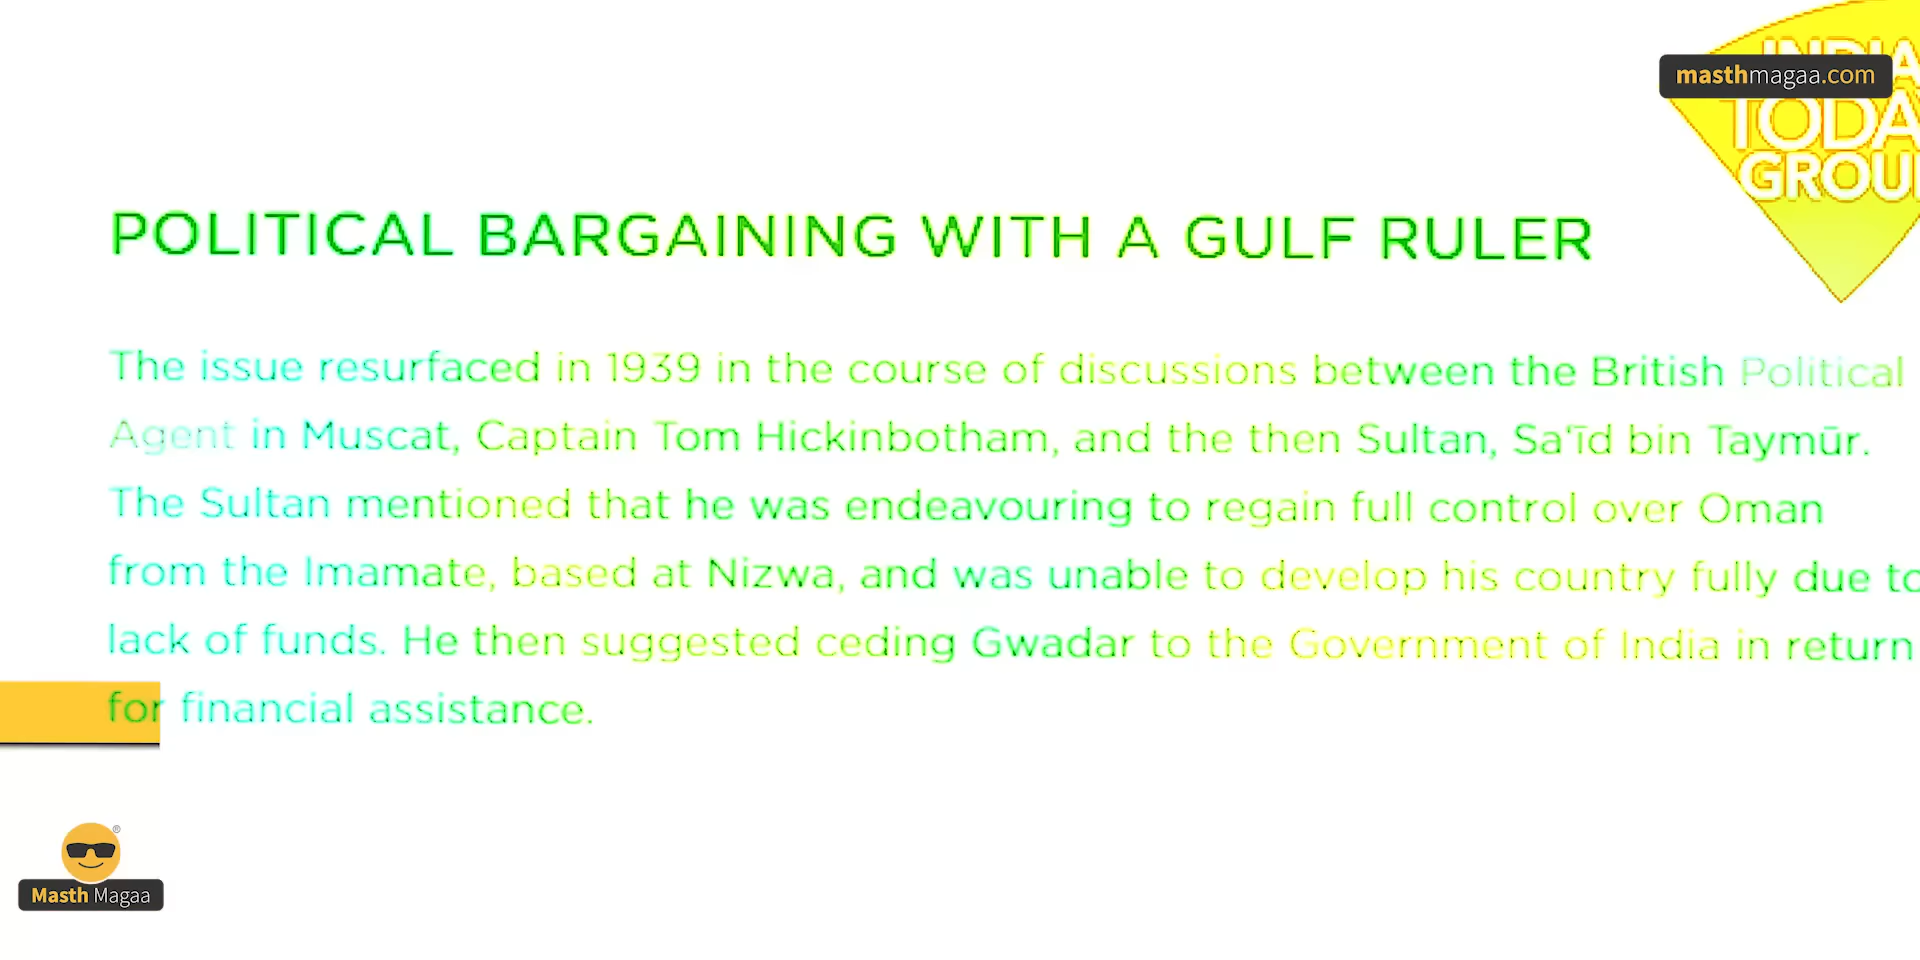 INDIA
TODAY
GROUP
masthmagaa.com
POLITICAL BARGAINING WITH A GULF RULER
The issue resurfaced in 1939 in the course of discussions between the British Political
Agent in Muscat, Captain Tom Hickinbotham, and the then Sultan, Sa'īd bin Taymūr.
The Sultan mentioned that he was endeavouring to regain full control over Oman
from the Imamate, based at Nizwa, and was unable to develop his country fully due to
lack of funds. He then suggested ceding Gwadar to the Government of India in return
for financial assistance.
®
Masth Magaa